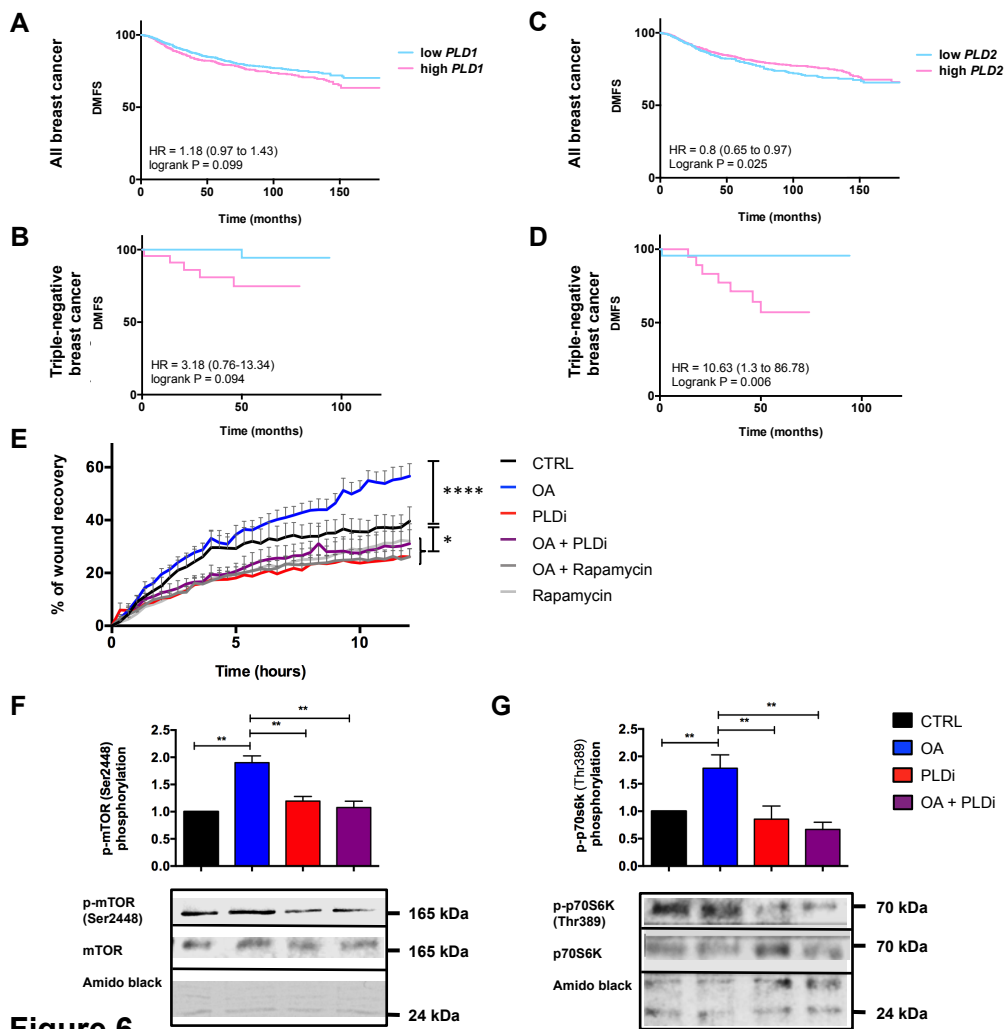 A
All breast cancer
DMFS
100
50
0
low PLD1
high PLD1
HR = 1.18 (0.97 to 1.43)
logrank P = 0.099
0 50 100 150
Time (months)
C
All breast cancer
DMFS
100
50
0
low PLD2
high PLD2
HR = 0.8 (0.65 to 0.97)
Logrank P = 0.025
0 50 100 150
Time (months)
B
Triple-negative
breast cancer
DMFS
100
50
0
HR = 3.18 (0.76-13.34)
logrank P = 0.094
0 50 100
Time (months)
D
Triple-negative
breast cancer
DMFS
100
50
0
HR = 10.63 (1.3 to 86.78)
Logrank P = 0.006
0 50 100
Time (months)
E
% of wound recovery
60
40
20
0
0 5 10
Time (hours)
****
*
CTRL
OA
PLDi
OA + PLDi
OA + Rapamycin
Rapamycin
F
p-mTOR (Ser2448)
phosphorylation
2.5
2.0
1.5
1.0
0.5
0.0
**
**
**
p-mTOR
(Ser2448)
165 kDa
mTOR
165 kDa
Amido black
24 kDa
G
p-p70s6k (Thr389)
phosphorylation
2.5
2.0
1.5
1.0
0.5
0.0
**
**
**
CTRL
OA
PLDi
OA + PLDi
p-p70S6K
(Thr389)
70 kDa
p70S6K
70 kDa
Amido black
24 kDa
Figure 6